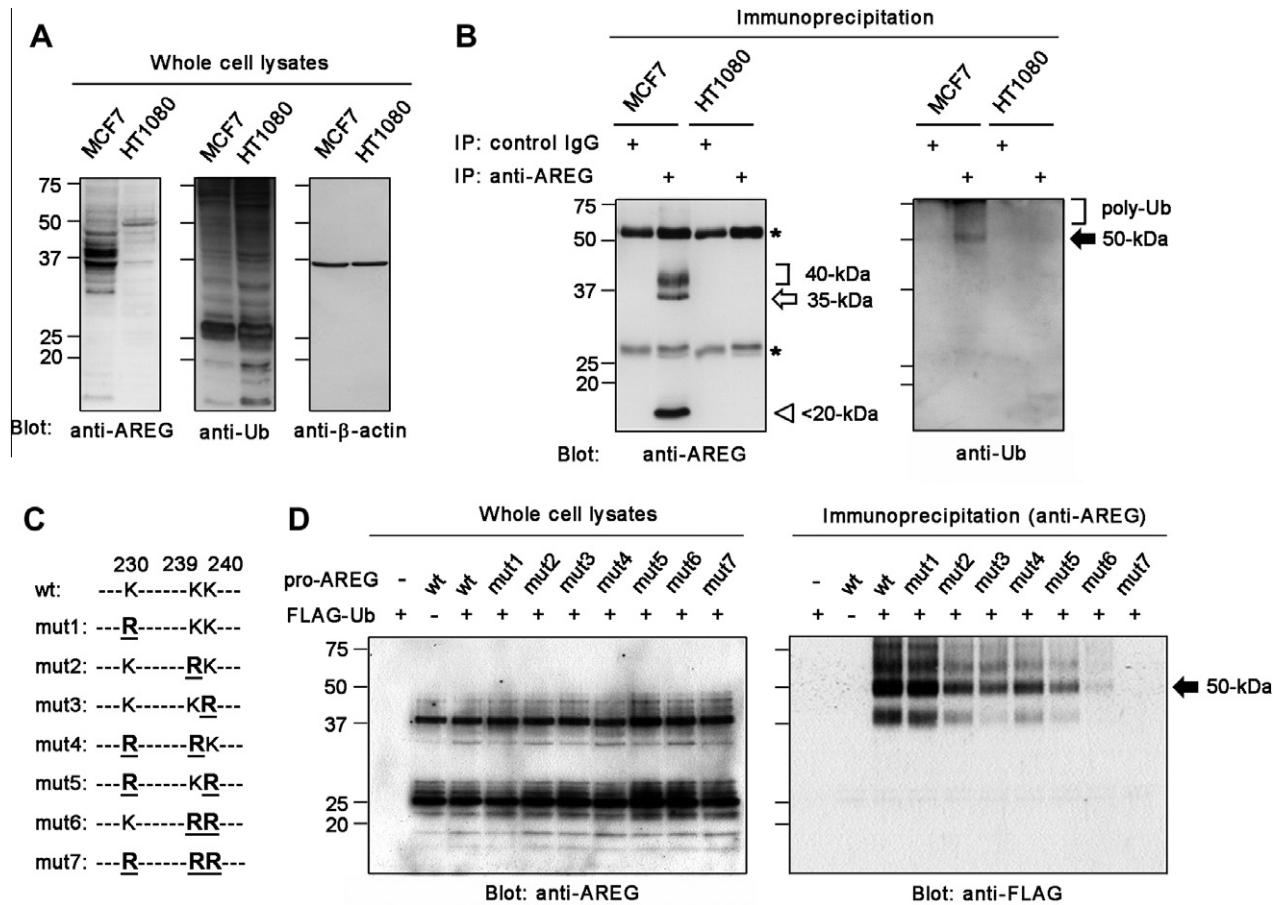 A
Whole cell lysates
MCF7 HT1080 MCF7 HT1080 MCF7 HT1080
75
50
37
25
20
Blot: anti-AREG anti-Ub anti-β-actin
B
Immunoprecipitation
MCF7 HT1080 MCF7 HT1080
IP: control IgG + + + +
IP: anti-AREG + + + +
75
50
37
25
20
*
40-kDa
35-kDa
*
<20-kDa
poly-Ub
50-kDa
Blot: anti-AREG anti-Ub
C
230 239 240
wt: ---K------KK---
mut1: ---R------KK---
mut2: ---K------RK---
mut3: ---K------KR---
mut4: ---R------RK---
mut5: ---R------KR---
mut6: ---K------RR---
mut7: ---R------RR---
D
Whole cell lysates Immunoprecipitation (anti-AREG)
pro-AREG - wt wt mut1 mut2 mut3 mut4 mut5 mut6 mut7 - wt wt mut1 mut2 mut3 mut4 mut5 mut6 mut7
FLAG-Ub + - + + + + + + + + + - + + + + + + + +
75
50
37
25
20
50-kDa
Blot: anti-AREG Blot: anti-FLAG